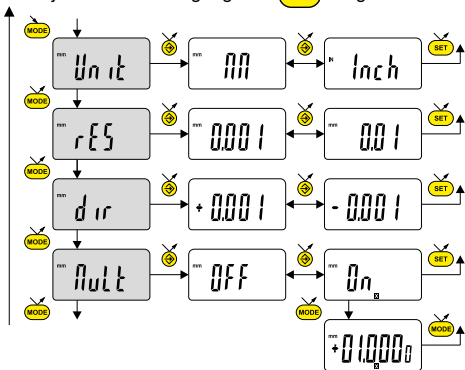 MODE
mm Unit
mm MM
IN Inch
SET
MODE
mm rES
mm 0.001
mm 0.01
SET
MODE
mm dir
mm + 0.001
mm - 0.001
SET
MODE
mm Mult
mm OFF
mm On X
SET
MODE
MODE
mm + 01.0000 X
MODE